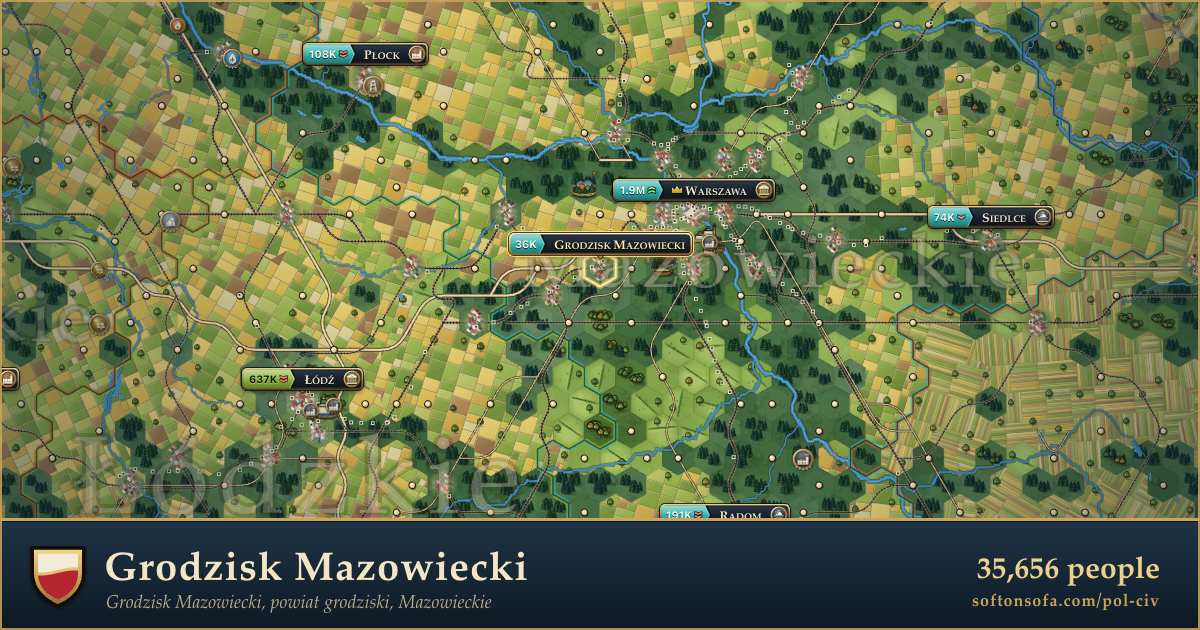 108K PŁOCK
1.9M WARSZAWA
74K SIEDLCE
36K GRODZISK MAZOWIECKI
Mazowieckie
kie
637K ŁÓDŹ
Łódzkie
191K RADOM
Grodzisk Mazowiecki
35,656 people
Grodzisk Mazowiecki, powiat grodziski, Mazowieckie
softonsofa.com/pol-civ